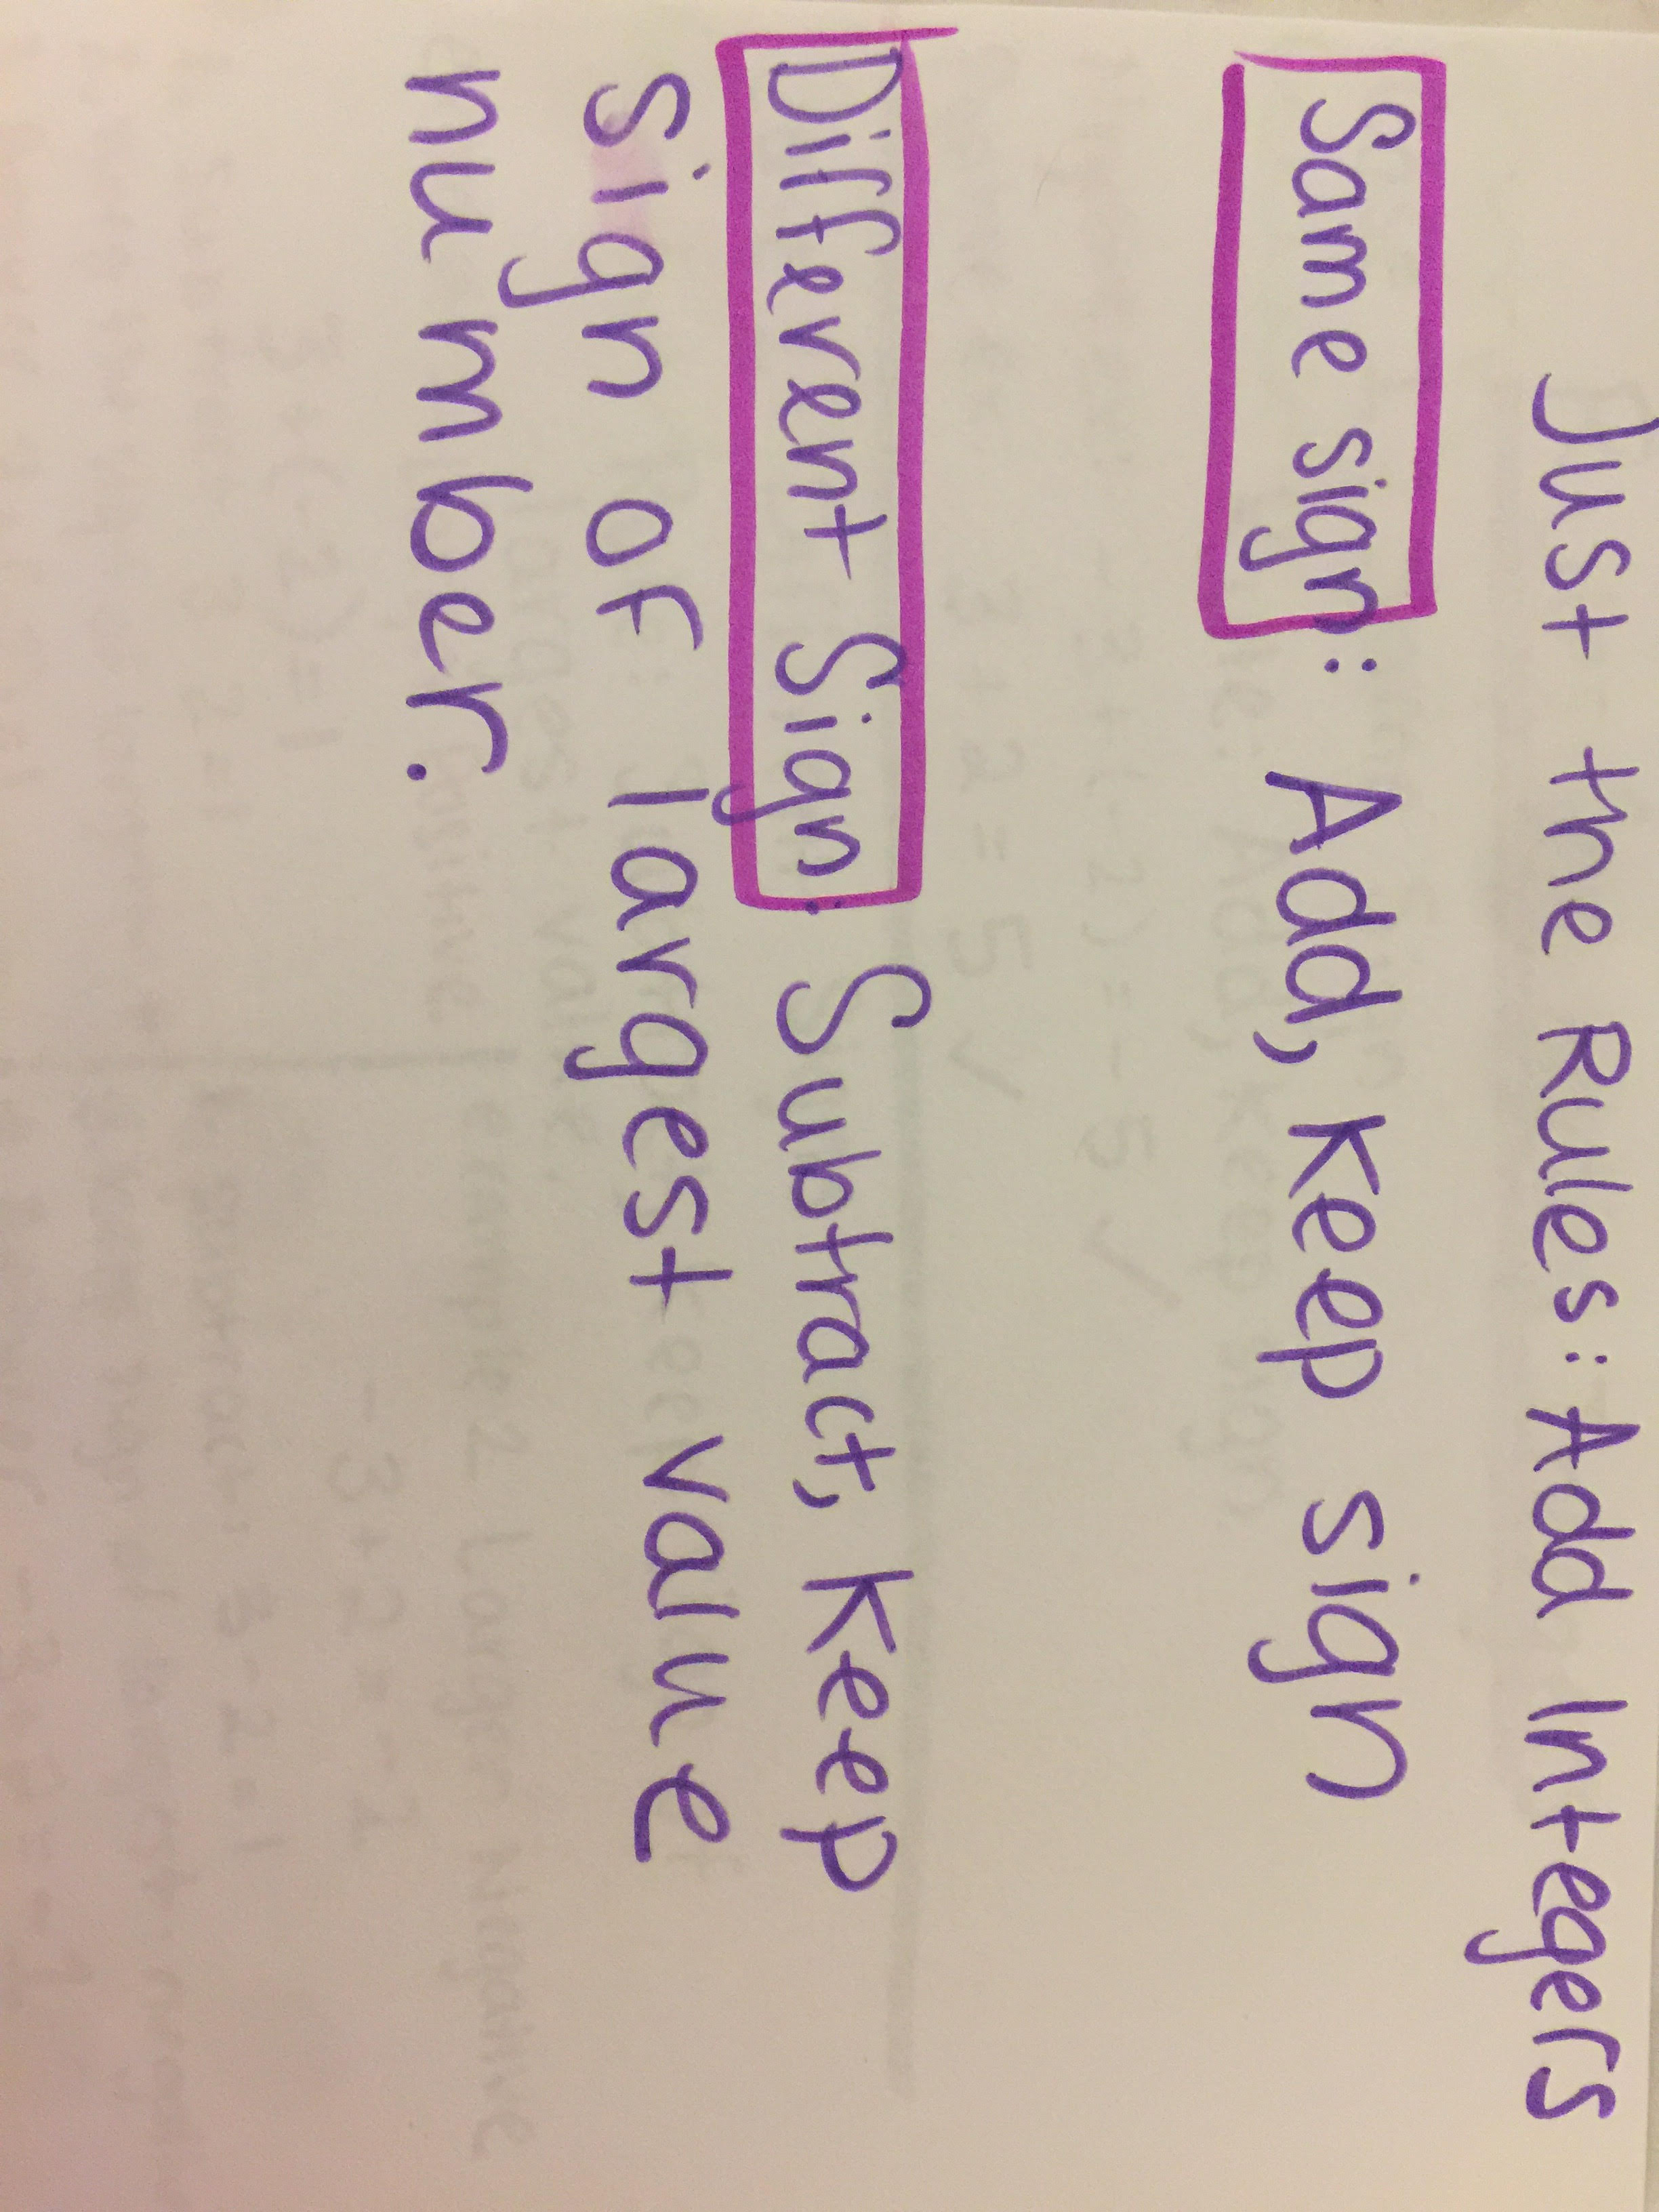 Just the Rules: Add Integers
Same sign: Add, Keep sign
Different Sign: Subtract, Keep
sign of largest value
number.